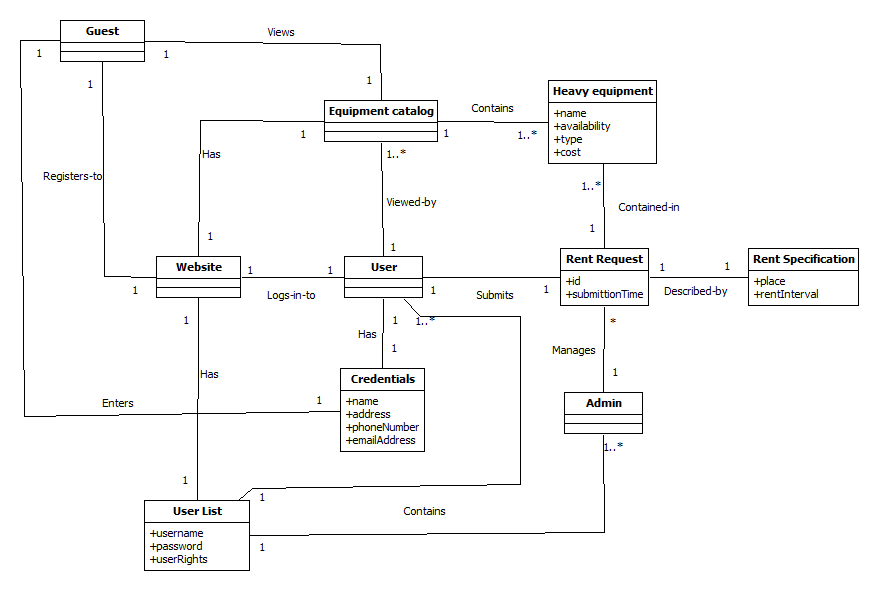 Guest
Views
1
1
1
1
Equipment catalog
Contains
1
1..*
1
Heavy equipment
+name
+availability
+type
+cost
Has
1..*
1..*
Registers-to
Viewed-by
Contained-in
1
1
1
Website
1
1
Logs-in-to
User
1
1
Submits
Rent Request
+id
+submittionTime
1
1
Described-by
Rent Specification
+place
+rentInterval
1
1
1
1..*
*
Has
1
Manages
Has
1
Credentials
+name
+address
+phoneNumber
+emailAddress
Enters
1
Admin
1..*
1
User List
+username
+password
+userRights
1
Contains
1